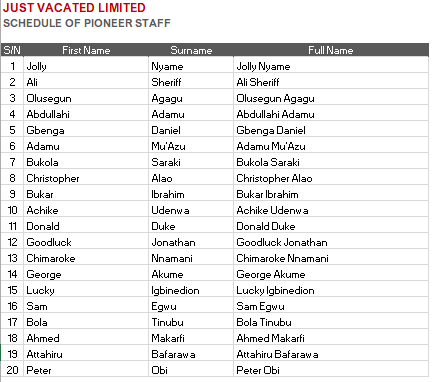 JUST VACATED LIMITED
SCHEDULE OF PIONEER STAFF
S/N First Name Surname Full Name
1 Jolly Nyame Jolly Nyame
2 Ali Sheriff Ali Sheriff
3 Olusegun Agagu Olusegun Agagu
4 Abdullahi Adamu Abdullahi Adamu
5 Gbenga Daniel Gbenga Daniel
6 Adamu Mu'Azu Adamu Mu'Azu
7 Bukola Saraki Bukola Saraki
8 Christopher Alao Christopher Alao
9 Bukar Ibrahim Bukar Ibrahim
10 Achike Udenwa Achike Udenwa
11 Donald Duke Donald Duke
12 Goodluck Jonathan Goodluck Jonathan
13 Chimaroke Nnamani Chimaroke Nnamani
14 George Akume George Akume
15 Lucky Igbinedion Lucky Igbinedion
16 Sam Egwu Sam Egwu
17 Bola Tinubu Bola Tinubu
18 Ahmed Makarfi Ahmed Makarfi
19 Attahiru Bafarawa Attahiru Bafarawa
20 Peter Obi Peter Obi